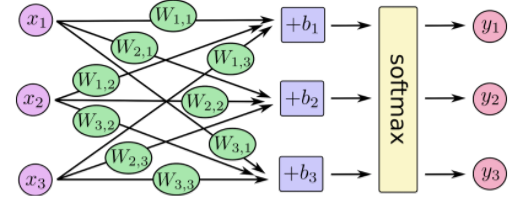 x₁ W₁,₁ +b₁ y₁
W₂,₁ W₁,₃
W₁,₂
x₂ W₂,₂ +b₂ softmax y₂
W₃,₂
W₂,₃ W₃,₁
x₃ W₃,₃ +b₃ y₃